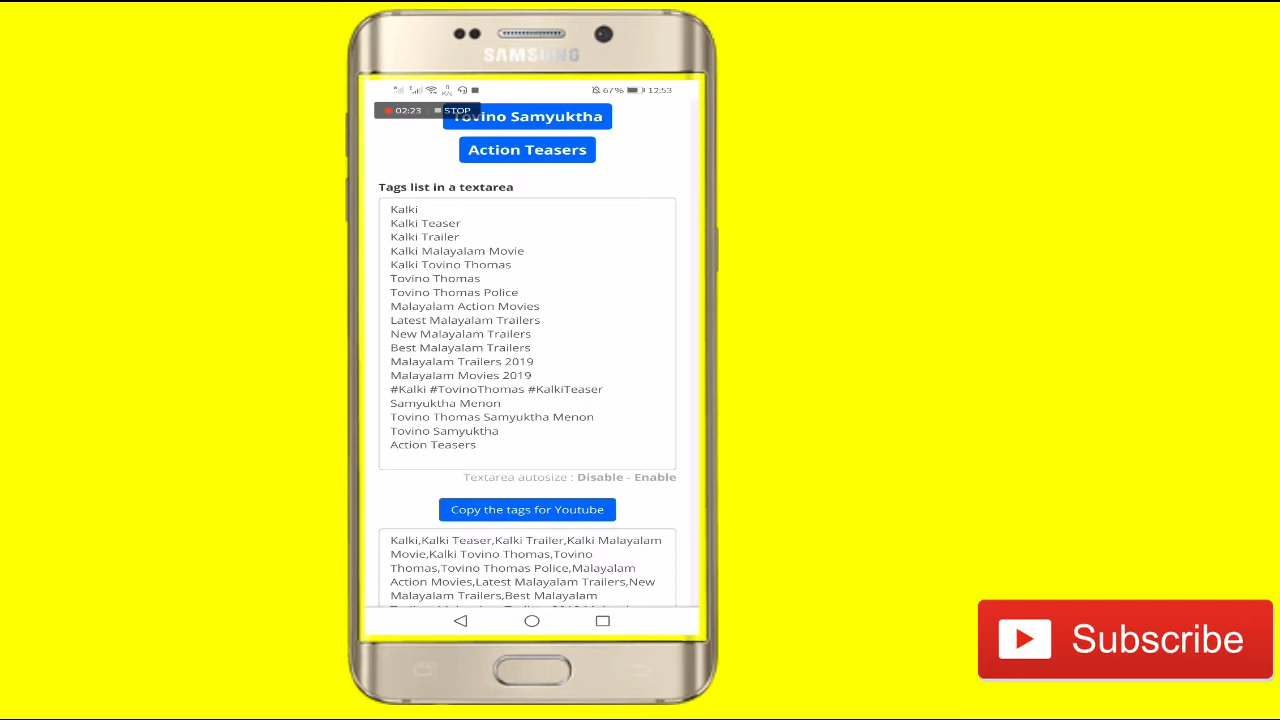 SAMSUNG
67% 12:53
02:23 STOP
Tovino Samyuktha
Action Teasers
Tags list in a textarea
Kalki
Kalki Teaser
Kalki Trailer
Kalki Malayalam Movie
Kalki Tovino Thomas
Tovino Thomas
Tovino Thomas Police
Malayalam Action Movies
Latest Malayalam Trailers
New Malayalam Trailers
Best Malayalam Trailers
Malayalam Trailers 2019
Malayalam Movies 2019
#Kalki #TovinoThomas #KalkiTeaser
Samyuktha Menon
Tovino Thomas Samyuktha Menon
Tovino Samyuktha
Action Teasers
Textarea autosize : Disable - Enable
Copy the tags for Youtube
Kalki,Kalki Teaser,Kalki Trailer,Kalki Malayalam
Movie,Kalki Tovino Thomas,Tovino
Thomas,Tovino Thomas Police,Malayalam
Action Movies,Latest Malayalam Trailers,New
Malayalam Trailers,Best Malayalam
Subscribe